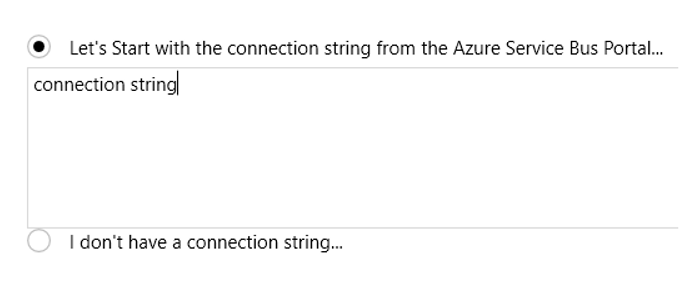 Let's Start with the connection string from the Azure Service Bus Portal...
connection string
I don't have a connection string...